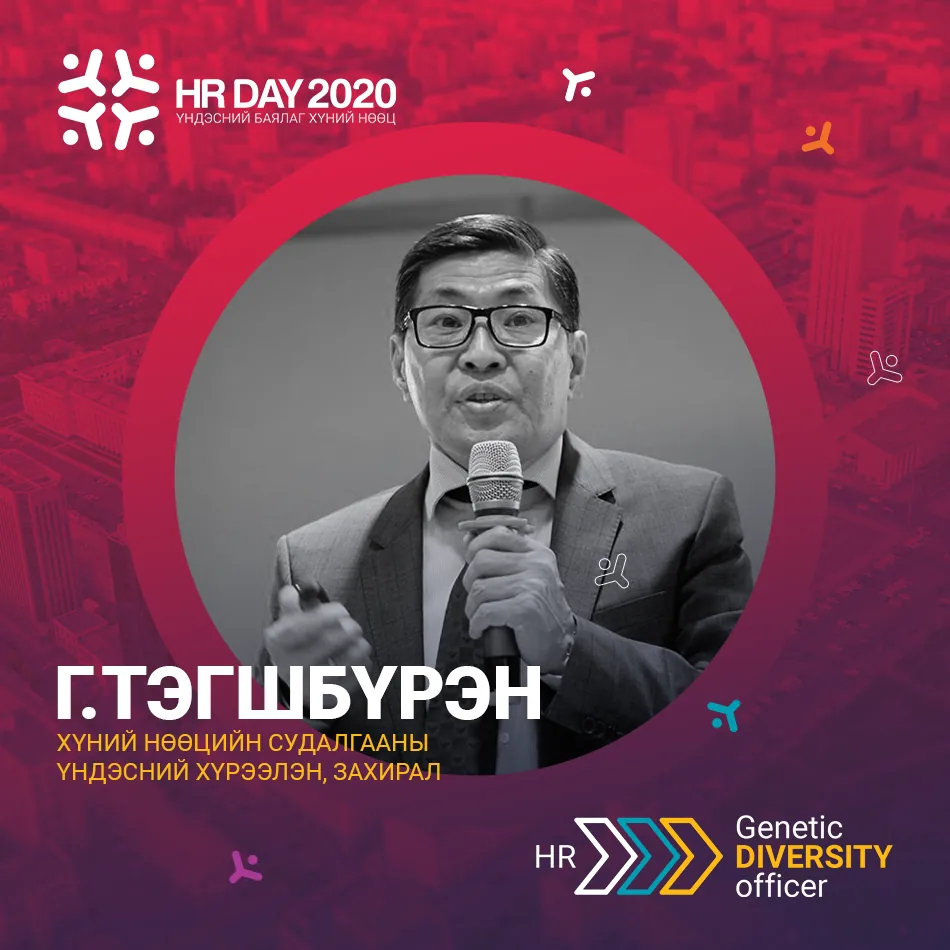 HR DAY 2020
ҮНДЭСНИЙ БАЯЛАГ ХҮНИЙ НӨӨЦ
Г.ТЭГШБҮРЭН
ХҮНИЙ НӨӨЦИЙН СУДАЛГААНЫ
ҮНДЭСНИЙ ХҮРЭЭЛЭН, ЗАХИРАЛ
HR
Genetic
DIVERSITY
officer